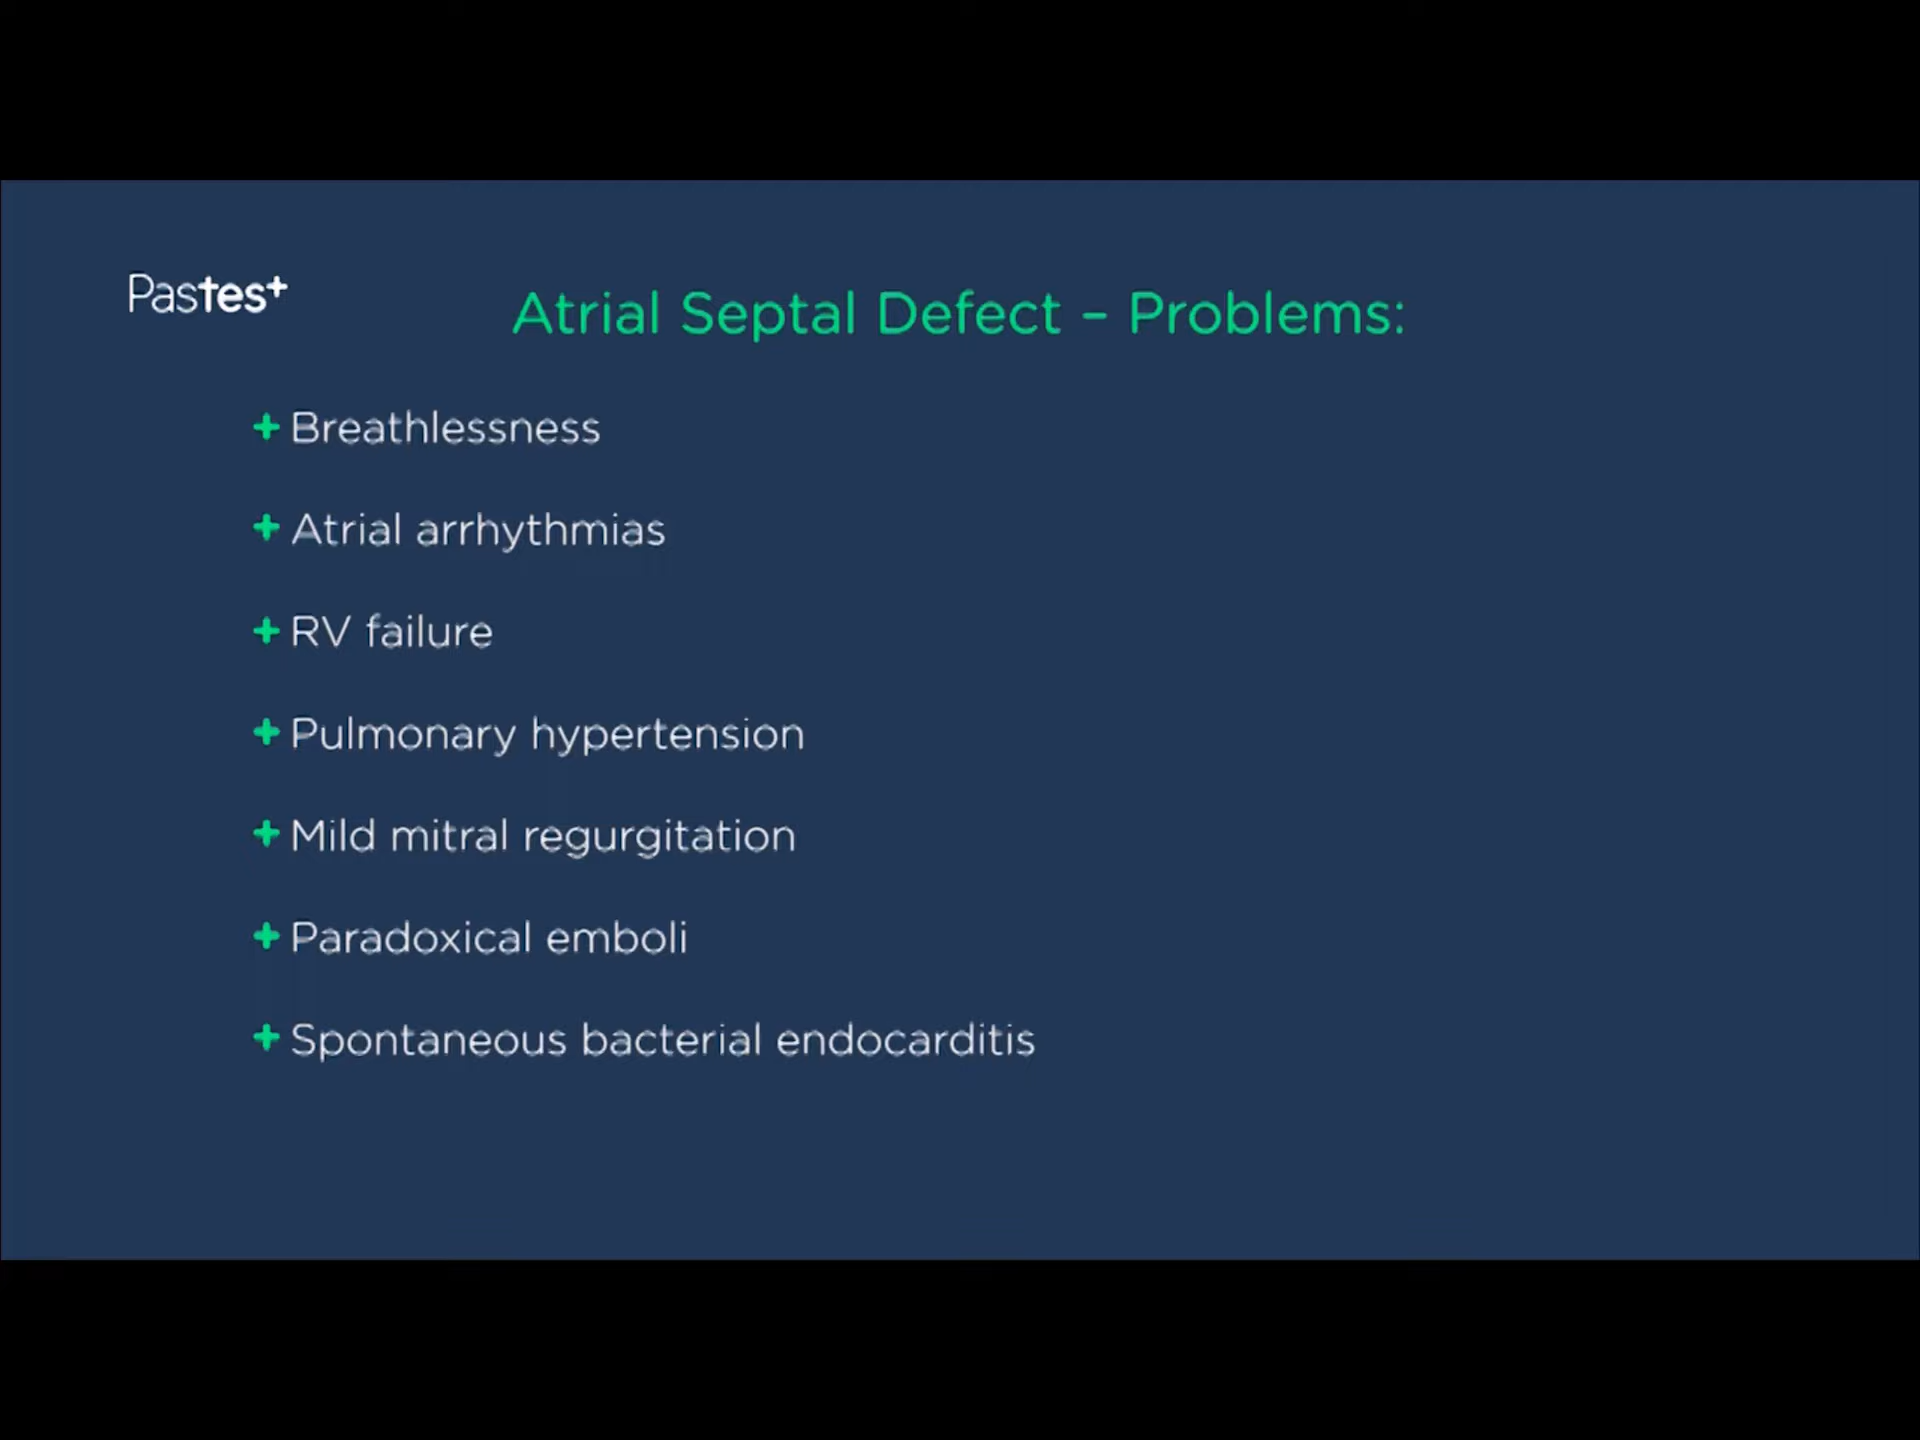 Pastest
Atrial Septal Defect – Problems:
+ Breathlessness
+ Atrial arrhythmias
+ RV failure
+ Pulmonary hypertension
+ Mild mitral regurgitation
+ Paradoxical emboli
+ Spontaneous bacterial endocarditis